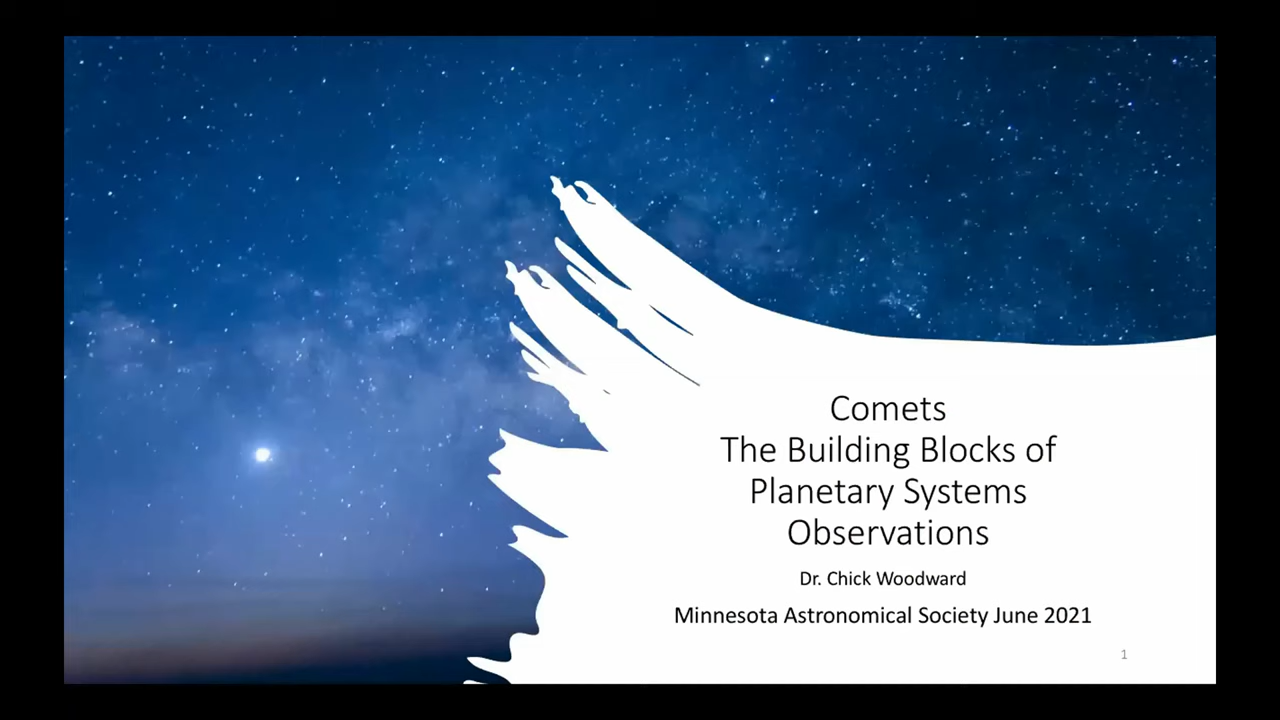 Comets
The Building Blocks of
Planetary Systems
Observations
Dr. Chick Woodward
Minnesota Astronomical Society June 2021
1